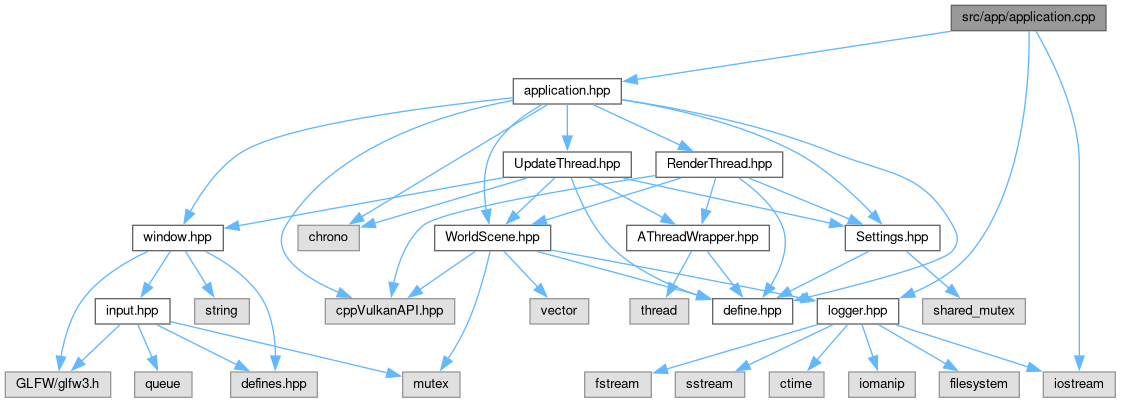 src/app/application.cpp
application.hpp
UpdateThread.hpp
RenderThread.hpp
window.hpp
chrono
WorldScene.hpp
AThreadWrapper.hpp
Settings.hpp
input.hpp
string
cppVulkanAPI.hpp
vector
thread
define.hpp
logger.hpp
shared_mutex
GLFW/glfw3.h
queue
defines.hpp
mutex
fstream
sstream
ctime
iomanip
filesystem
iostream